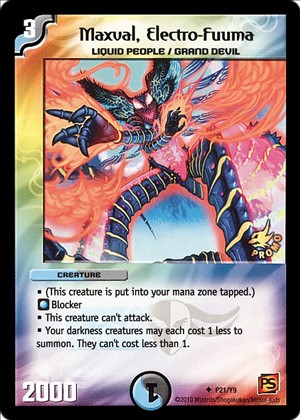 3
Maxval, Electro-Fuuma
LIQUID PEOPLE / GRAND DEVIL
PROMO
CREATURE
▪ (This creature is put into your mana zone tapped.)
Blocker
▪ This creature can't attack.
▪ Your darkness creatures may each cost 1 less to
summon. They can't cost less than 1.
2000
1
P21/Y9
PS
©2010 Wizards/Shogakukan/Mitsui-Kids